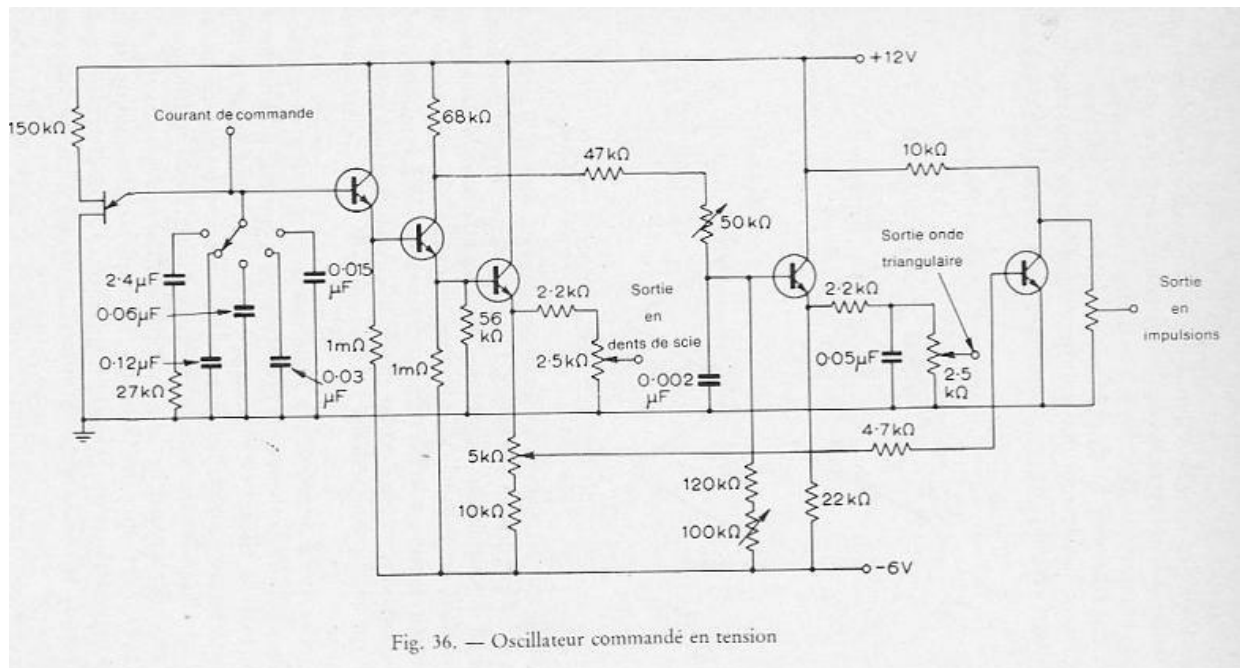 +12V
Courant de commande
150kΩ
68kΩ
47kΩ
10kΩ
50kΩ
Sortie onde
triangulaire
2·4μF
0·015
μF
0·06μF
0·12μF
27kΩ
0·03
μF
1mΩ
1mΩ
56
kΩ
2·2kΩ
Sortie
en
dents de scie
2·5kΩ
0·002
μF
2·2kΩ
0·05μF
2·5
kΩ
Sortie
en
impulsions
4·7kΩ
5kΩ
10kΩ
120kΩ
100kΩ
22kΩ
-6V
Fig. 36. — Oscillateur commandé en tension